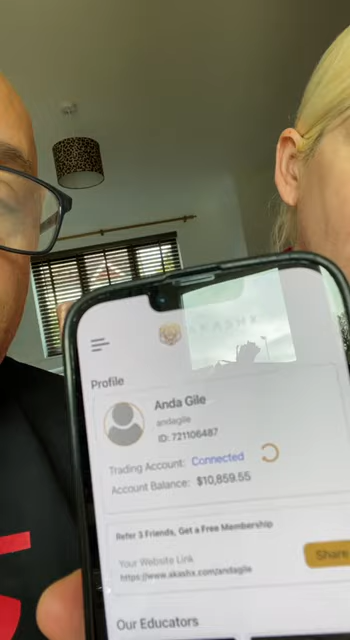 AKASHX
Profile
Anda Gile
andagile
ID: 721106487
Trading Account: Connected
Account Balance: $10,859.55
Refer 3 Friends, Get a Free Membership
Your Website Link
https://www.akashx.com/andagile
Share
Our Educators